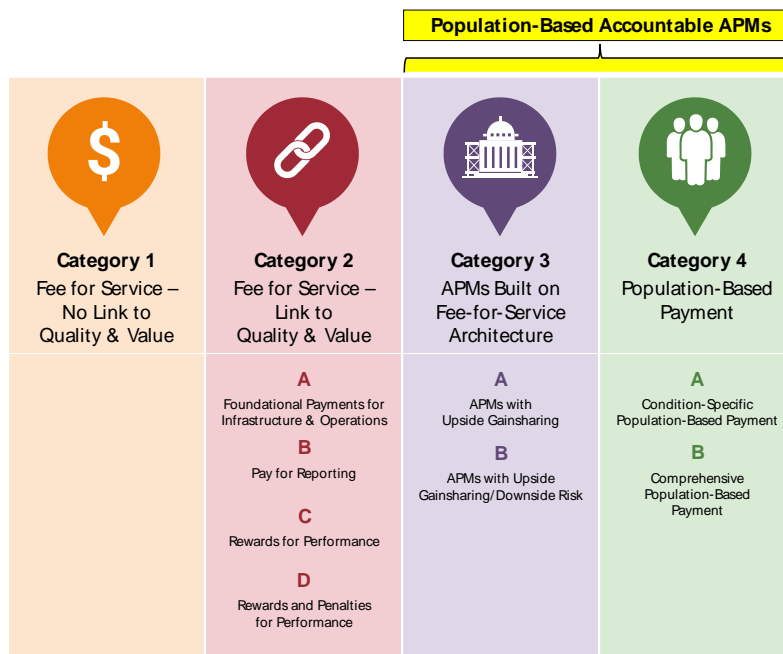 Population-Based Accountable APMs
$
Category 1
Fee for Service –
No Link to
Quality & Value
Category 2
Fee for Service –
Link to
Quality & Value
A
Foundational Payments for
Infrastructure & Operations
B
Pay for Reporting
C
Rewards for Performance
D
Rewards and Penalties
for Performance
Category 3
APMs Built on
Fee-for-Service
Architecture
A
APMs with
Upside Gainsharing
B
APMs with Upside
Gainsharing/Downside Risk
Category 4
Population-Based
Payment
A
Condition-Specific
Population-Based Payment
B
Comprehensive
Population-Based
Payment